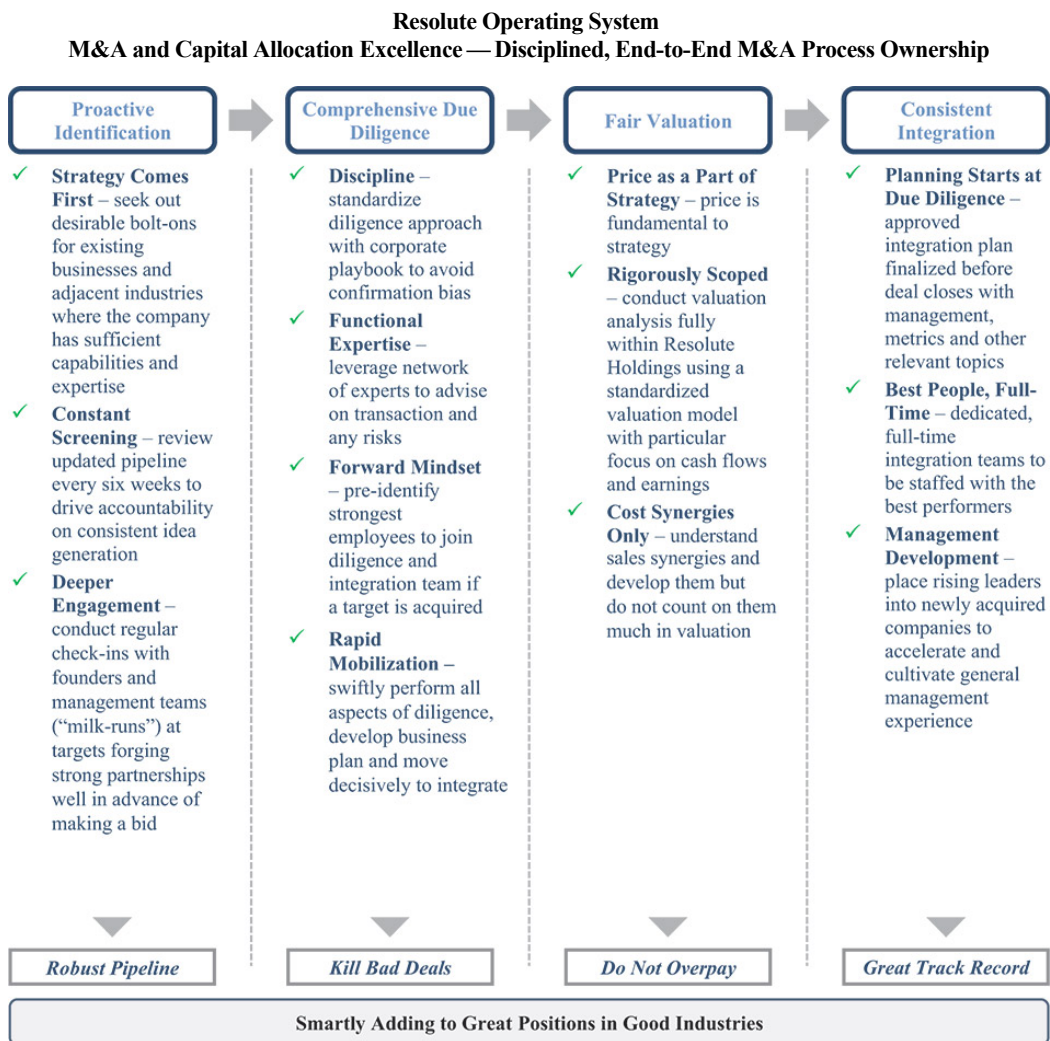 Resolute Operating System
M&A and Capital Allocation Excellence — Disciplined, End-to-End M&A Process Ownership
Proactive
Identification
Comprehensive Due
Diligence
Fair Valuation
Consistent
Integration
Strategy Comes
First – seek out
desirable bolt-ons
for existing
businesses and
adjacent industries
where the company
has sufficient
capabilities and
expertise
Constant
Screening – review
updated pipeline
every six weeks to
drive accountability
on consistent idea
generation
Deeper
Engagement –
conduct regular
check-ins with
founders and
management teams
(“milk-runs”) at
targets forging
strong partnerships
well in advance of
making a bid
Discipline –
standardize
diligence approach
with corporate
playbook to avoid
confirmation bias
Functional
Expertise –
leverage network
of experts to advise
on transaction and
any risks
Forward Mindset
– pre-identify
strongest
employees to join
diligence and
integration team if
a target is acquired
Rapid
Mobilization –
swiftly perform all
aspects of diligence,
develop business
plan and move
decisively to integrate
Price as a Part of
Strategy – price is
fundamental to
strategy
Rigorously Scoped
– conduct valuation
analysis fully
within Resolute
Holdings using a
standardized
valuation model
with particular
focus on cash flows
and earnings
Cost Synergies
Only – understand
sales synergies and
develop them but
do not count on them
much in valuation
Planning Starts at
Due Diligence –
approved
integration plan
finalized before
deal closes with
management,
metrics and other
relevant topics
Best People, Full-
Time – dedicated,
full-time
integration teams to
be staffed with the
best performers
Management
Development –
place rising leaders
into newly acquired
companies to
accelerate and
cultivate general
management
experience
Robust Pipeline
Kill Bad Deals
Do Not Overpay
Great Track Record
Smartly Adding to Great Positions in Good Industries